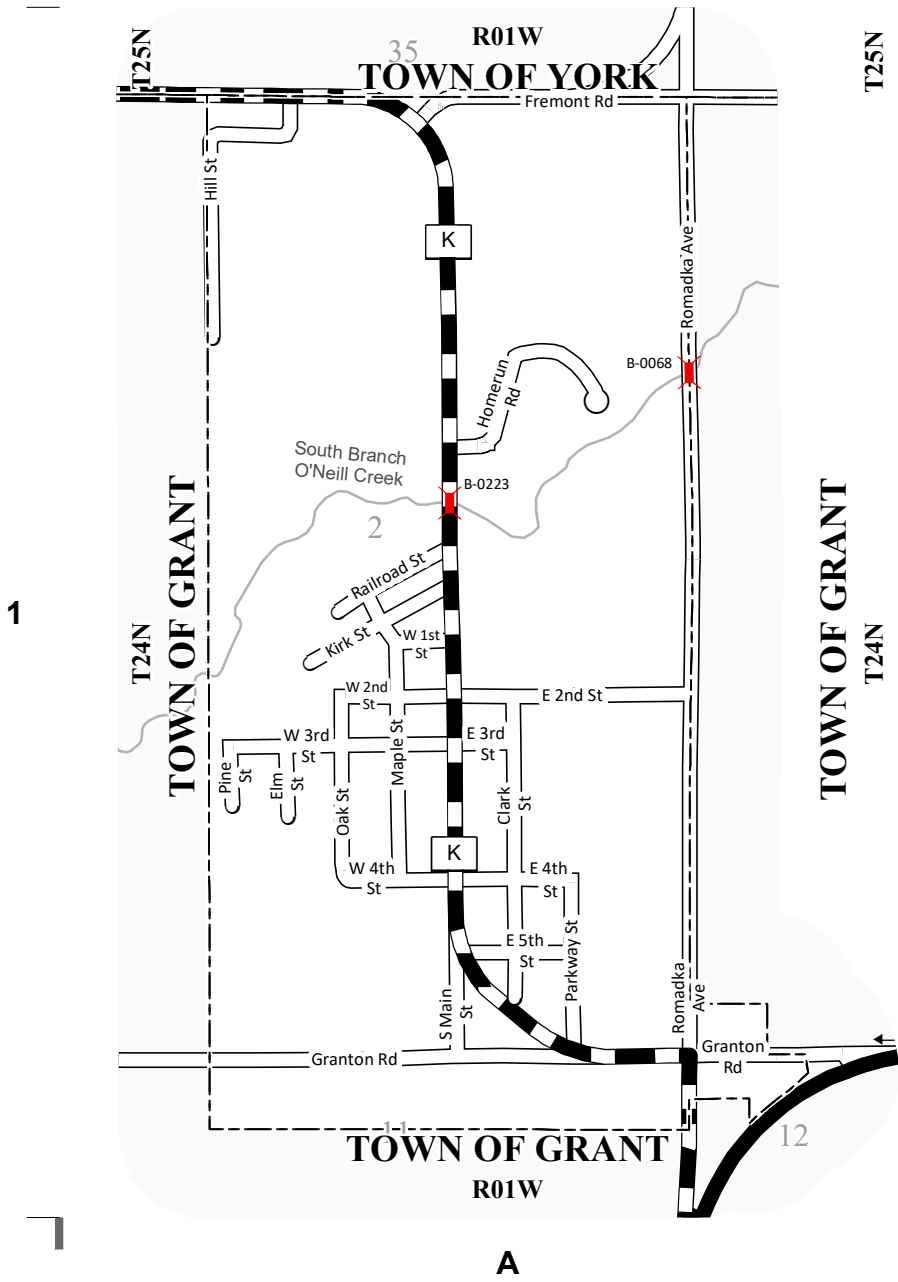 R01W
35
TOWN OF YORK
T25N
T25N
Fremont Rd
Hill St
K
Romadka Ave
B-0068
Homerun
Rd
South Branch
O'Neill Creek
B-0223
2
TOWN OF GRANT
TOWN OF GRANT
T24N
T24N
1
Railroad St
Kirk St
W 1st
St
W 2nd
St
E 2nd St
Maple St
W 3rd
St
E 3rd
St
Pine
St
Elm
St
Oak St
Clark
St
K
W 4th
St
E 4th
St
E 5th
St
Parkway St
S Main
St
Romadka
Ave
Granton Rd
Granton
Rd
11
12
TOWN OF GRANT
R01W
A